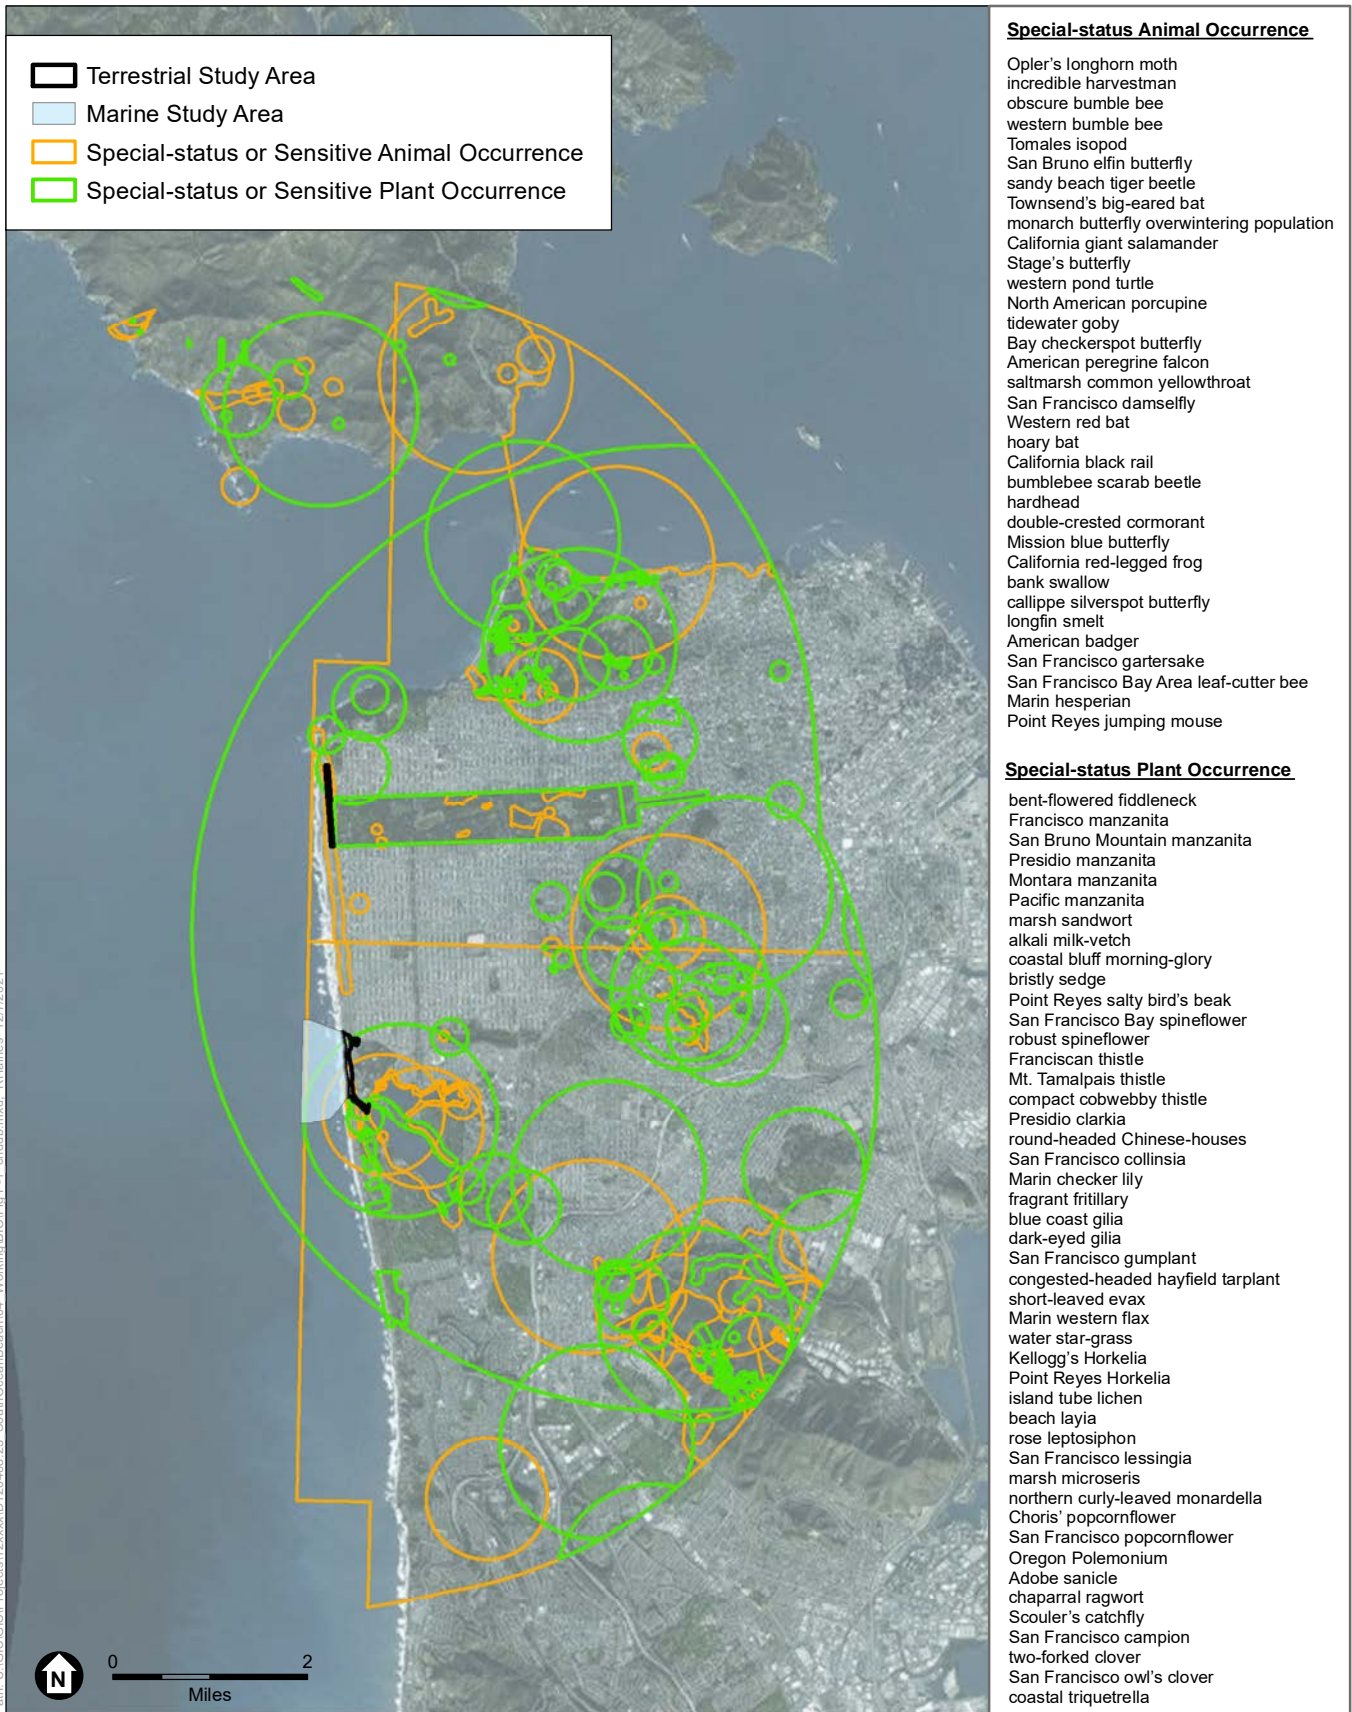 Terrestrial Study Area
Marine Study Area
Special-status or Sensitive Animal Occurrence
Special-status or Sensitive Plant Occurrence
N
0 2
Miles
Special-status Animal Occurrence
Opler's longhorn moth
incredible harvestman
obscure bumble bee
western bumble bee
Tomales isopod
San Bruno elfin butterfly
sandy beach tiger beetle
Townsend's big-eared bat
monarch butterfly overwintering population
California giant salamander
Stage's butterfly
western pond turtle
North American porcupine
tidewater goby
Bay checkerspot butterfly
American peregrine falcon
saltmarsh common yellowthroat
San Francisco damselfly
Western red bat
hoary bat
California black rail
bumblebee scarab beetle
hardhead
double-crested cormorant
Mission blue butterfly
California red-legged frog
bank swallow
callippe silverspot butterfly
longfin smelt
American badger
San Francisco gartersake
San Francisco Bay Area leaf-cutter bee
Marin hesperian
Point Reyes jumping mouse
Special-status Plant Occurrence
bent-flowered fiddleneck
Francisco manzanita
San Bruno Mountain manzanita
Presidio manzanita
Montara manzanita
Pacific manzanita
marsh sandwort
alkali milk-vetch
coastal bluff morning-glory
bristly sedge
Point Reyes salty bird's beak
San Francisco Bay spineflower
robust spineflower
Franciscan thistle
Mt. Tamalpais thistle
compact cobwebby thistle
Presidio clarkia
round-headed Chinese-houses
San Francisco collinsia
Marin checker lily
fragrant fritillary
blue coast gilia
dark-eyed gilia
San Francisco gumplant
congested-headed hayfield tarplant
short-leaved evax
Marin western flax
water star-grass
Kellogg's Horkelia
Point Reyes Horkelia
island tube lichen
beach layia
rose leptosiphon
San Francisco lessingia
marsh microseris
northern curly-leaved monardella
Choris' popcornflower
San Francisco popcornflower
Oregon Polemonium
Adobe sanicle
chaparral ragwort
Scouler's catchfly
San Francisco campion
two-forked clover
San Francisco owl's clover
coastal triquetrella